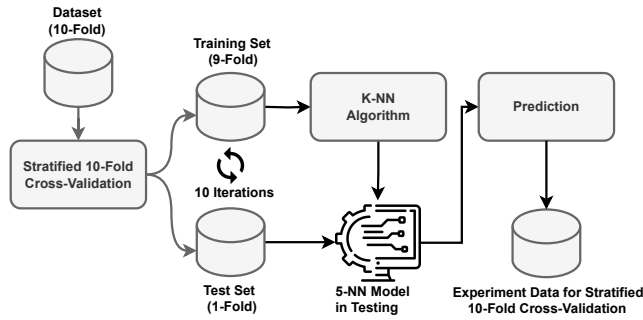 Dataset
(10-Fold)
Training Set
(9-Fold)
K-NN
Algorithm
Prediction
Stratified 10-Fold
Cross-Validation
10 Iterations
Test Set
(1-Fold)
5-NN Model
in Testing
Experiment Data for Stratified
10-Fold Cross-Validation